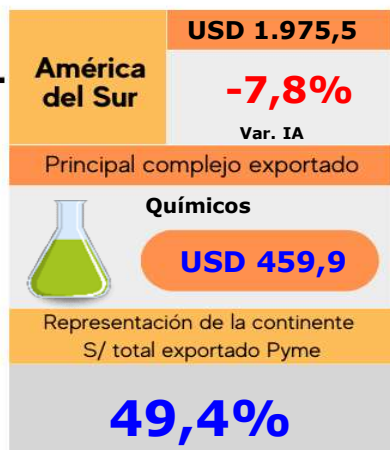 USD 1.975,5
América
del Sur
-7,8%
Var. IA
Principal complejo exportado
Químicos
USD 459,9
Representación de la continente
S/ total exportado Pyme
49,4%